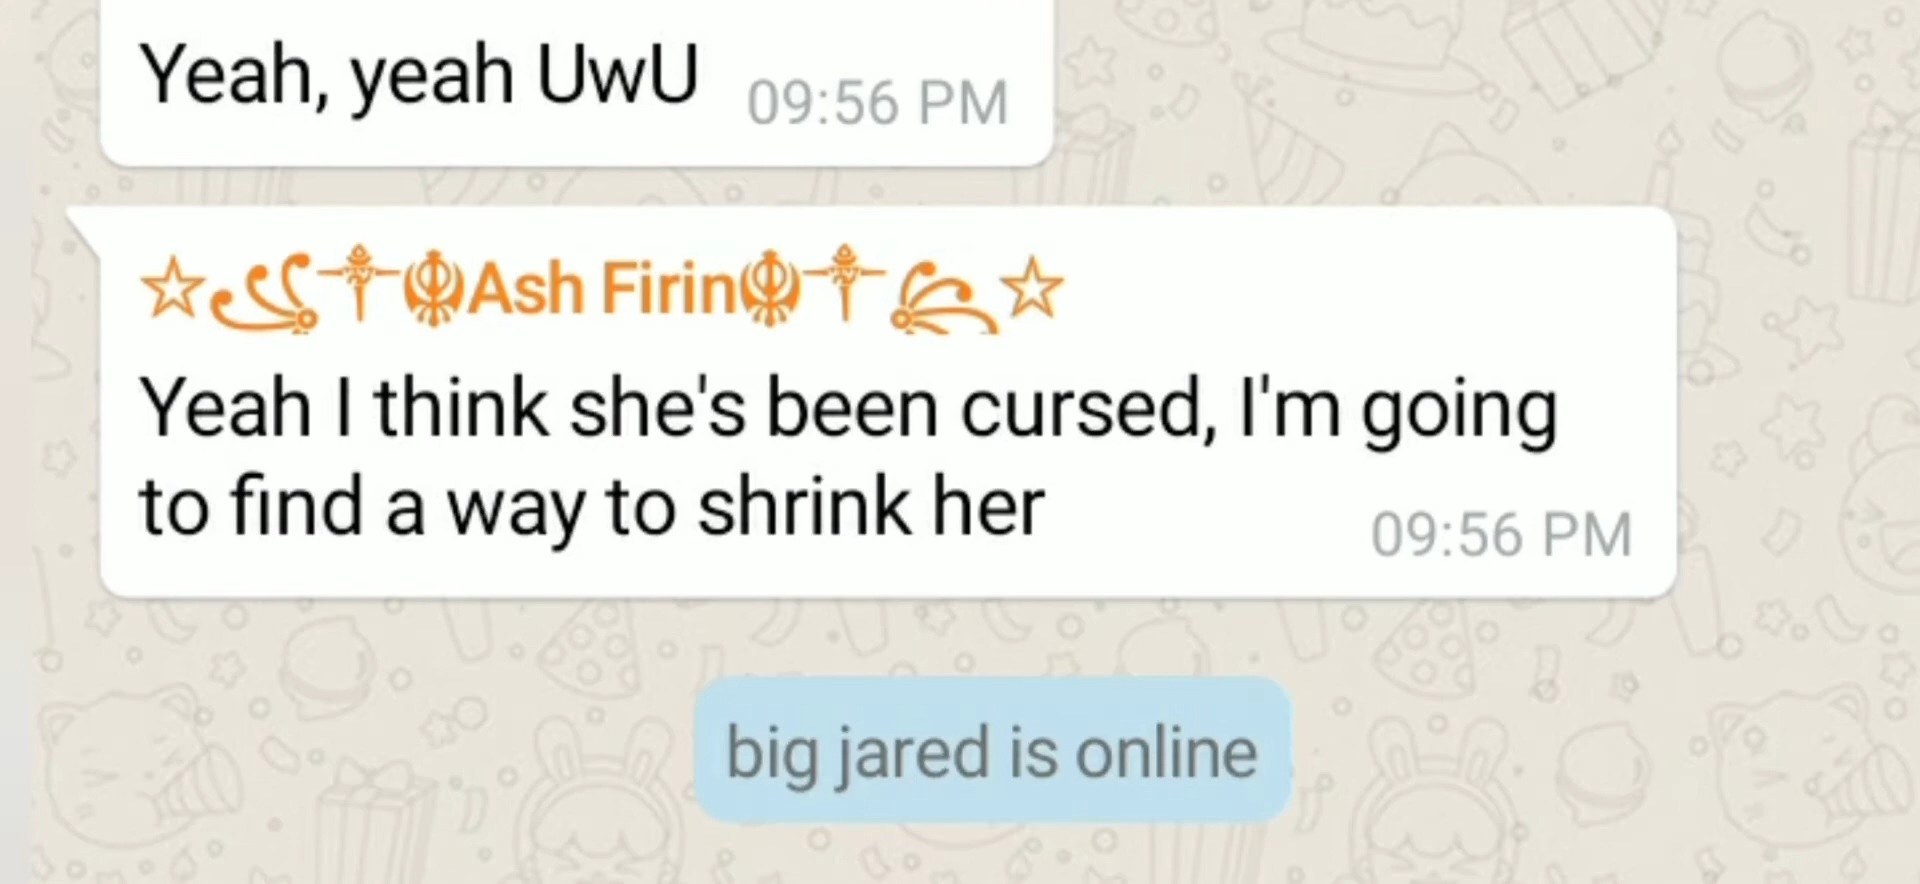 Yeah, yeah UwU 09:56 PM
☆꧁༒☬Ash Firin☬༒꧂☆
Yeah I think she's been cursed, I'm going
to find a way to shrink her 09:56 PM
big jared is online